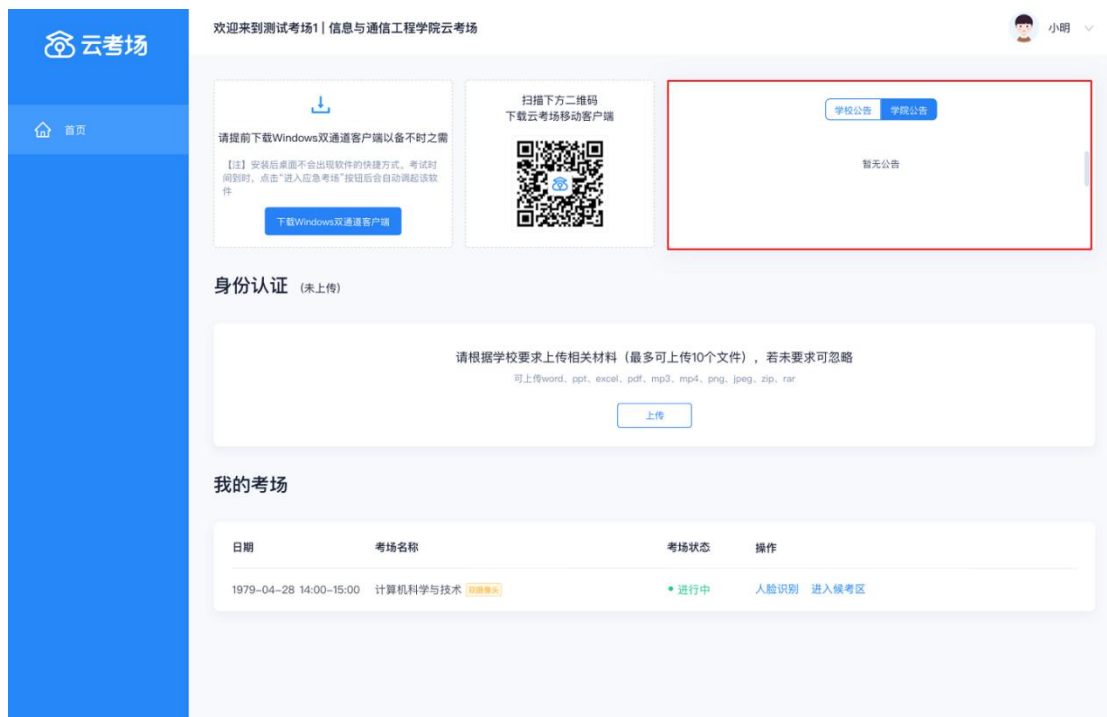 云考场
首页
欢迎来到测试考场1 | 信息与通信工程学院云考场
小明
请提前下载Windows双通道客户端以备不时之需
【注】安装后桌面不会出现软件的快捷方式。考试时
间到时，点击“进入应急考场”按钮后会自动调起该软
件
下载Windows双通道客户端
扫描下方二维码
下载云考场移动客户端
学校公告 学院公告
暂无公告
身份认证 (未上传)
请根据学校要求上传相关材料（最多可上传10个文件），若未要求可忽略
可上传word、ppt、excel、pdf、mp3、mp4、png、jpeg、zip、rar
上传
我的考场
日期 考场名称 考场状态 操作
1979-04-28 14:00-15:00 计算机科学与技术 双摄像头 进行中 人脸识别 进入候考区